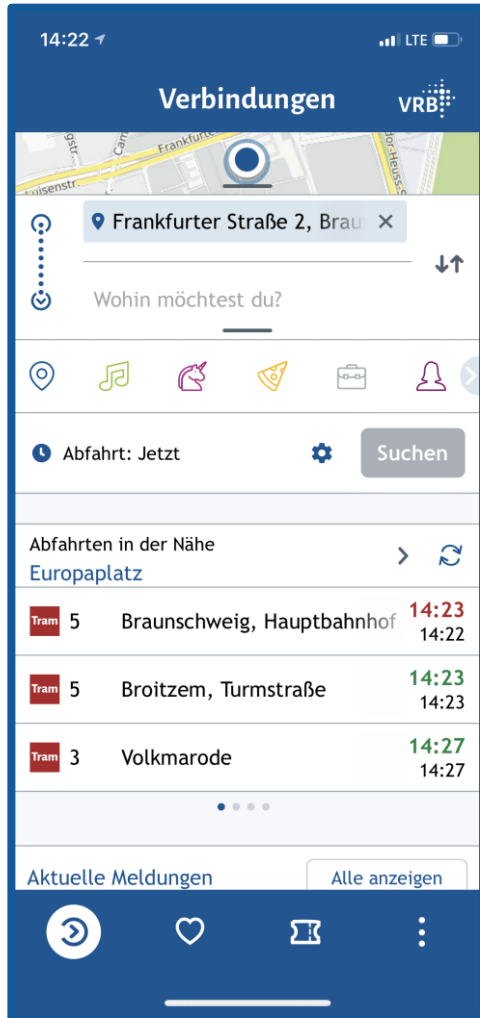 14:22
LTE
Verbindungen
VRB
Frankfurte
Frankfurter Straße 2, Brau
Wohin möchtest du?
Abfahrt: Jetzt
Suchen
Abfahrten in der Nähe
Europaplatz
Tram 5 Braunschweig, Hauptbahnhof 14:23
14:22
Tram 5 Broitzem, Turmstraße 14:23
14:23
Tram 3 Volkmarode 14:27
14:27
Aktuelle Meldungen
Alle anzeigen